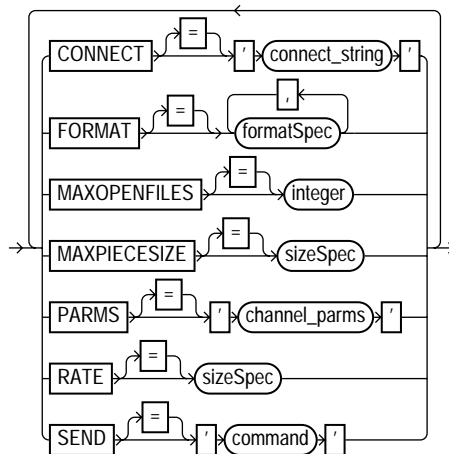 =
CONNECT ' connect_string '
= ,
FORMAT formatSpec
=
MAXOPENFILES integer
=
MAXPIECESIZE sizeSpec
=
PARMS ' channel_parms '
=
RATE sizeSpec
=
SEND ' command '